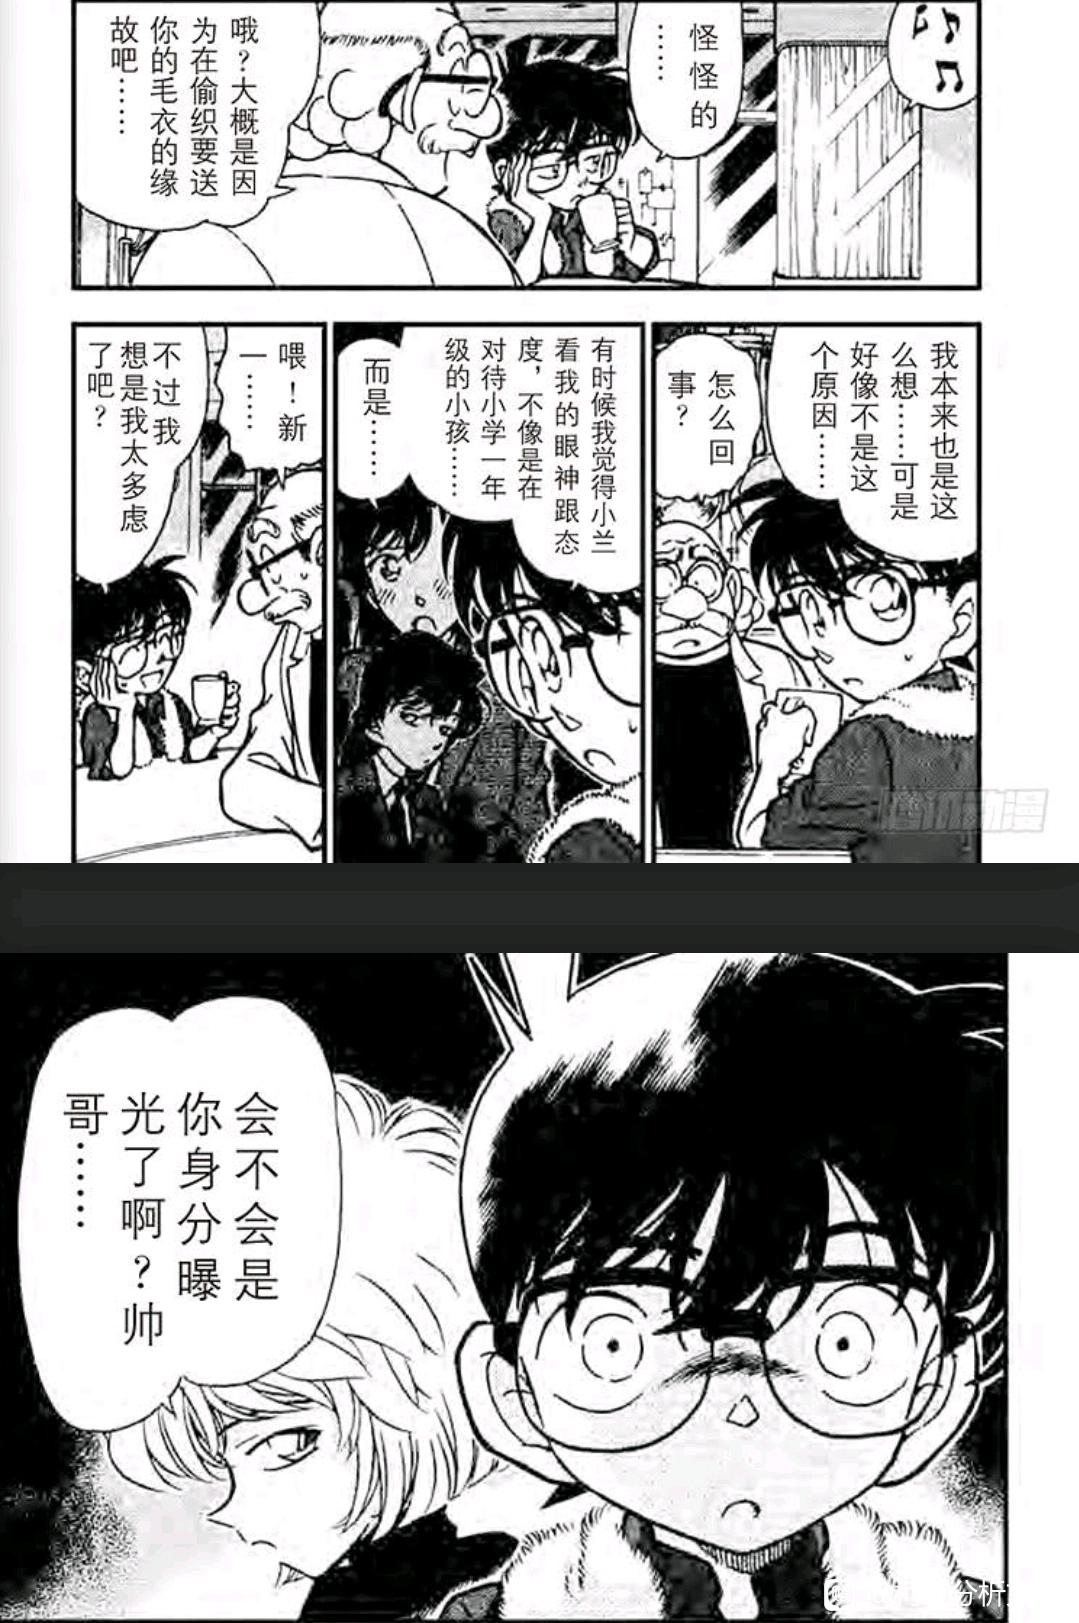 怪怪的
……
哦？大概是因
为在偷织要送
你的毛衣的缘
故吧……
我本来也是这
么想……可是
好像不是这
个原因……
怎么回
事？
有时候我觉得小兰
看我的眼神跟态
度，不像是在
对待小学一年
级的小孩……
而是……
喂！新
一……
不过我
想是我太多虑
了吧？
会不会是
你身分曝
光了啊？帅
哥……
动漫
分析